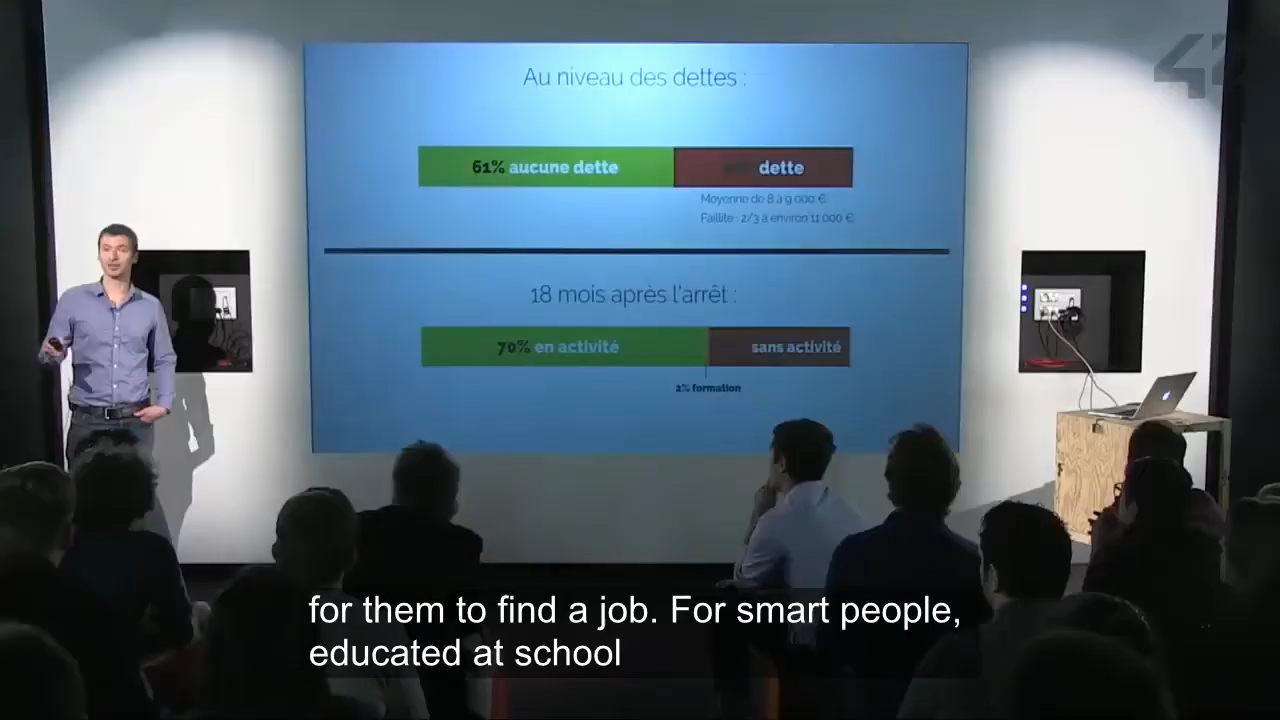 42
Au niveau des dettes :
61% aucune dette
dette
Moyenne de 8 à 9 000 €
Faillite : 2/3 à environ 11 000 €
18 mois après l'arrêt :
70% en activité
sans activité
2% formation
for them to find a job. For smart people,
educated at school